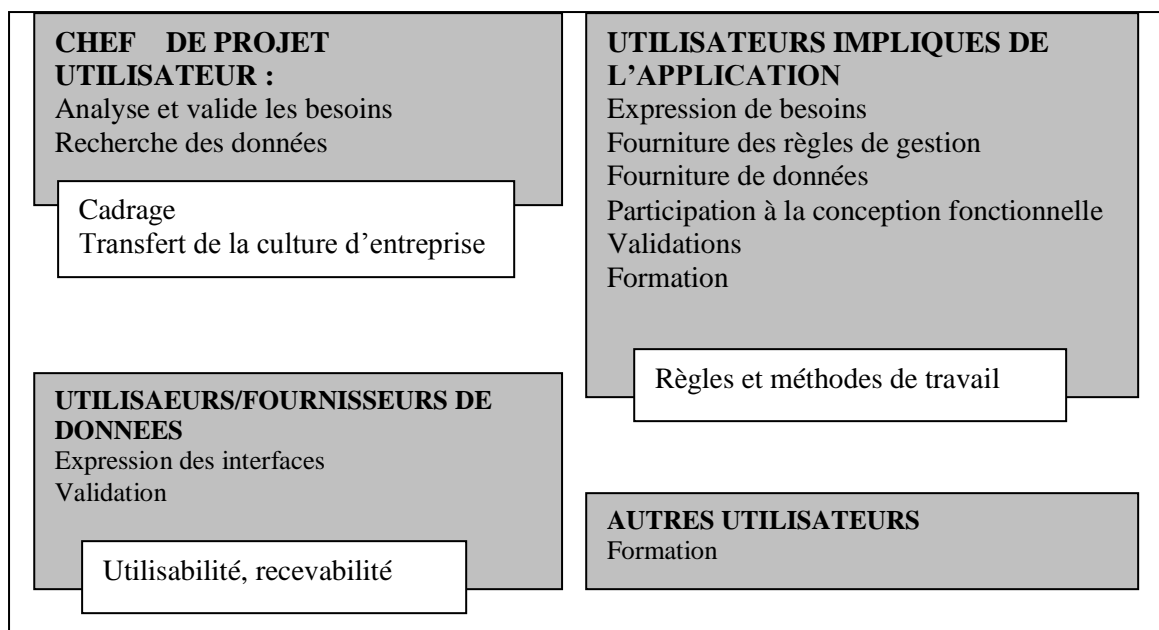 CHEF DE PROJET
UTILISATEUR :
Analyse et valide les besoins
Recherche des données
Cadrage
Transfert de la culture d'entreprise
UTILISATEURS IMPLIQUES DE
L'APPLICATION
Expression de besoins
Fourniture des règles de gestion
Fourniture de données
Participation à la conception fonctionnelle
Validations
Formation
Règles et méthodes de travail
UTILISAEURS/FOURNISSEURS DE
DONNEES
Expression des interfaces
Validation
Utilisabilité, recevabilité
AUTRES UTILISATEURS
Formation